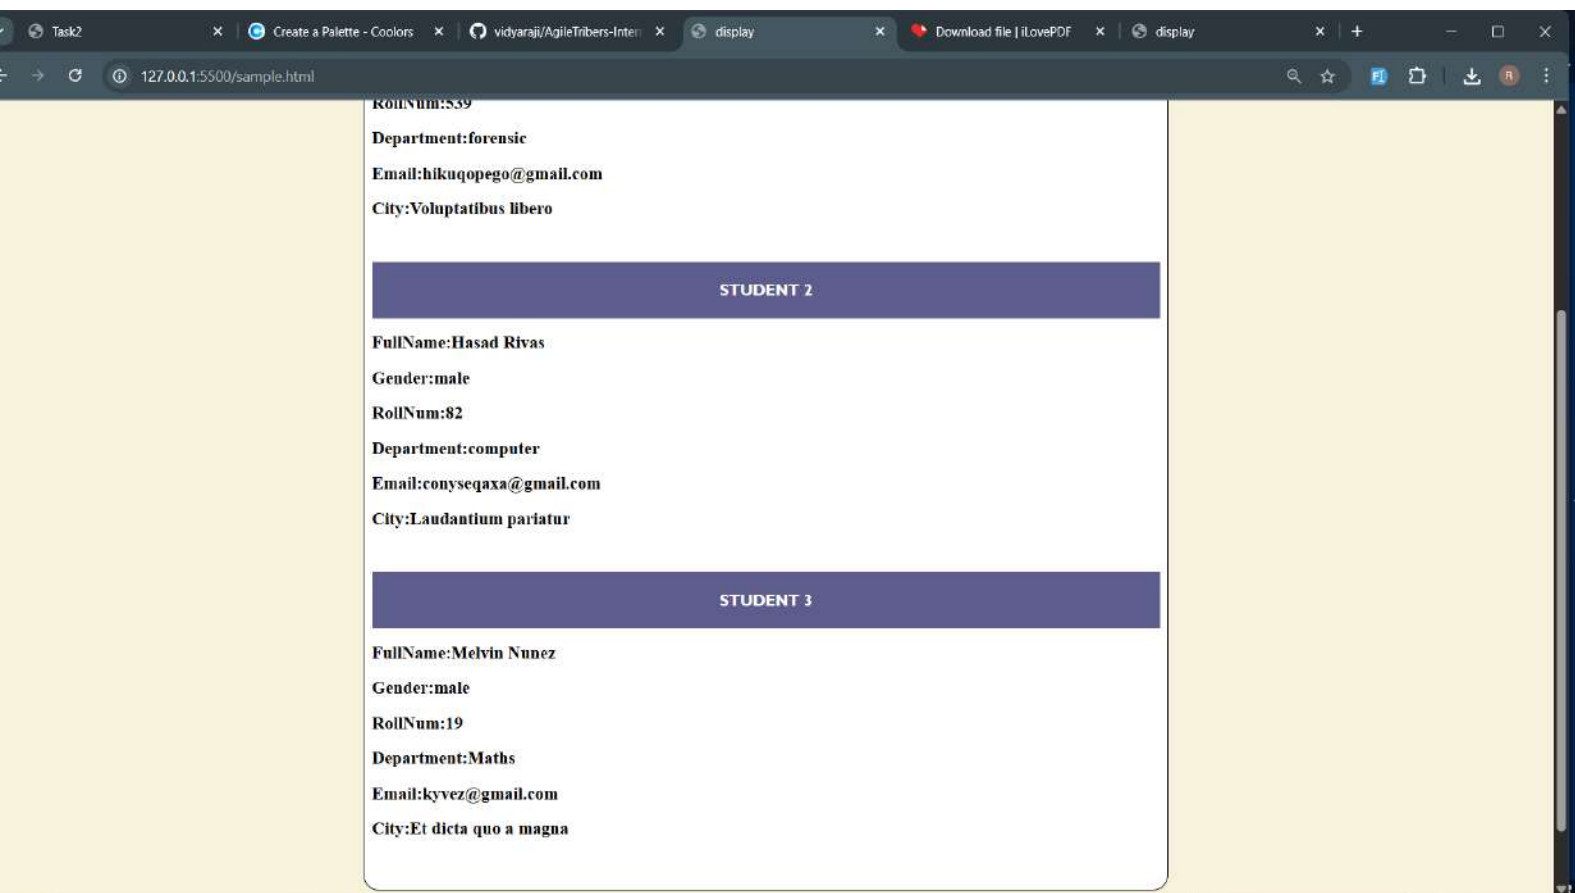 Task2
Create a Palette - Coolors
vidyaraji/AgileTribers-Inter
display
Download file | iLovePDF
display
127.0.0.1:5500/sample.html
FI
R
RollNum:539
Department:forensic
Email:hikuqopego@gmail.com
City:Voluptatibus libero
STUDENT 2
FullName:Hasad Rivas
Gender:male
RollNum:82
Department:computer
Email:conyseqaxa@gmail.com
City:Laudantium pariatur
STUDENT 3
FullName:Melvin Nunez
Gender:male
RollNum:19
Department:Maths
Email:kyvez@gmail.com
City:Et dicta quo a magna